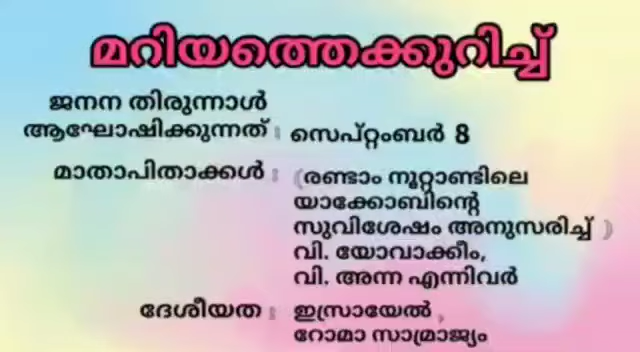 മറിയത്തെക്കുറിച്ച്
ജനന തിരുന്നാൾ
ആഘോഷിക്കുന്നത് : സെപ്റ്റംബർ 8
മാതാപിതാക്കൾ : (രണ്ടാം നൂറ്റാണ്ടിലെ
യാക്കോബിന്റെ
സുവിശേഷം അനുസരിച്ച് )
വി. യോവാക്കീം,
വി. അന്ന എന്നിവർ
ദേശീയത : ഇസ്രായേൽ ,
റോമാ സാമ്രാജ്യം